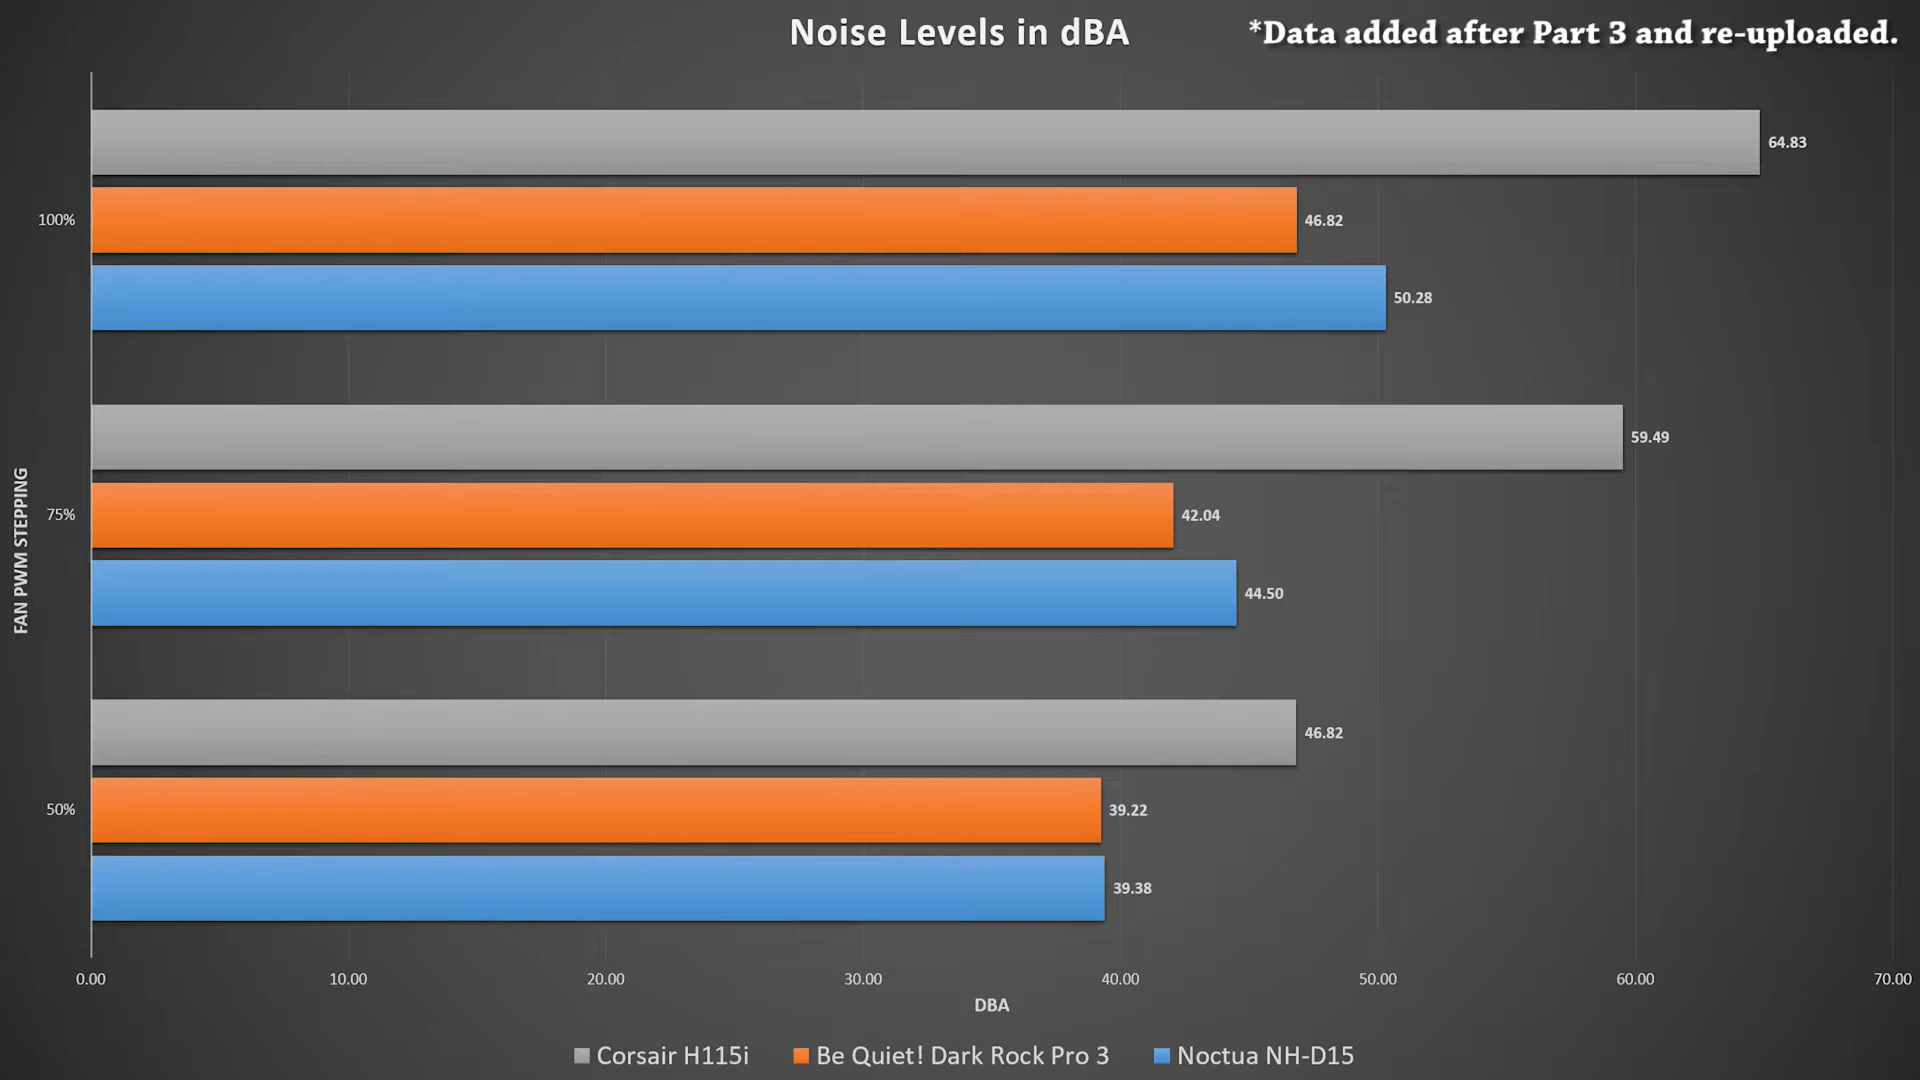 Noise Levels in dBA
*Data added after Part 3 and re-uploaded.
64.83
100%
46.82
50.28
59.49
FAN PWM STEPPING
75%
42.04
44.50
46.82
50%
39.22
39.38
0.00 10.00 20.00 30.00 40.00 50.00 60.00 70.00
DBA
Corsair H115i Be Quiet! Dark Rock Pro 3 Noctua NH-D15